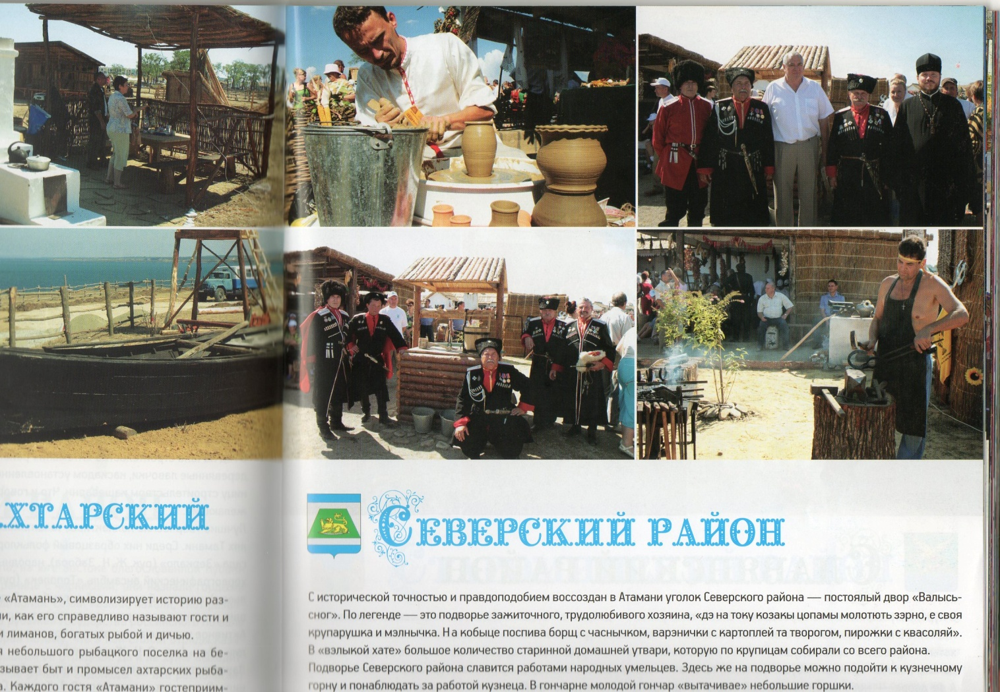 АХТАРСКИЙ
«Атамань», символизирует историю раз-
ни, как его справедливо называют гости и
и лиманов, богатых рыбой и дичью.
небольшого рыбацкого поселка на бе-
зывает быт и промысел ахтарских рыба-
Каждого гостя «Атамани» гостеприим-
Северский район
С исторической точностью и правдоподобием воссоздан в Атамани уголок Северского района — постоялый двор «Валысь-
сног». По легенде — это подворье зажиточного, трудолюбивого хозяина, «дэ на току козакы цопамы молотють зэрно, е своя
крупарушка и мэлнычка. На кобыце поспива борщ с часнычком, варэнички с картоплей та творогом, пирожки с квасоляй».
В «вэлыкой хате» большое количество старинной домашней утвари, которую по крупицам собирали со всего района.
Подворье Северского района славится работами народных умельцев. Здесь же на подворье можно подойти к кузнечному
горну и понаблюдать за работой кузнеца. В гончарне молодой гончар «вытачивае» небольшие горшки.